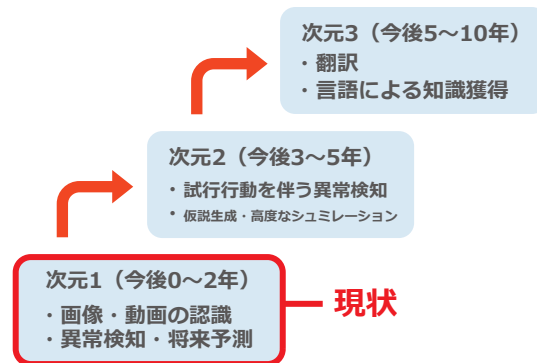 次元3（今後5～10年）
・翻訳
・言語による知識獲得
次元2（今後3～5年）
・試行行動を伴う異常検知
・仮説生成・高度なシュミレーション
次元1（今後0～2年）
・画像・動画の認識
・異常検知・将来予測
現状